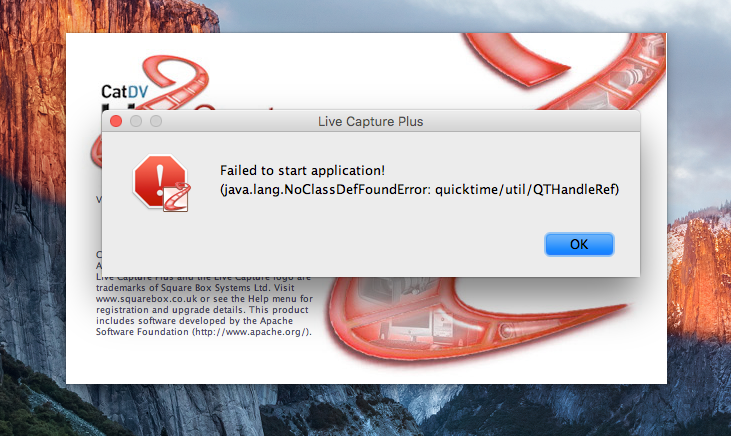 CatDV
Live Capture Plus
Failed to start application!
(java.lang.NoClassDefFoundError: quicktime/util/QTHandleRef)
OK
Live Capture Plus and the Live Capture logo are
trademarks of Square Box Systems Ltd. Visit
www.squarebox.co.uk or see the Help menu for
registration and upgrade details. This product
includes software developed by the Apache
Software Foundation (http://www.apache.org/).